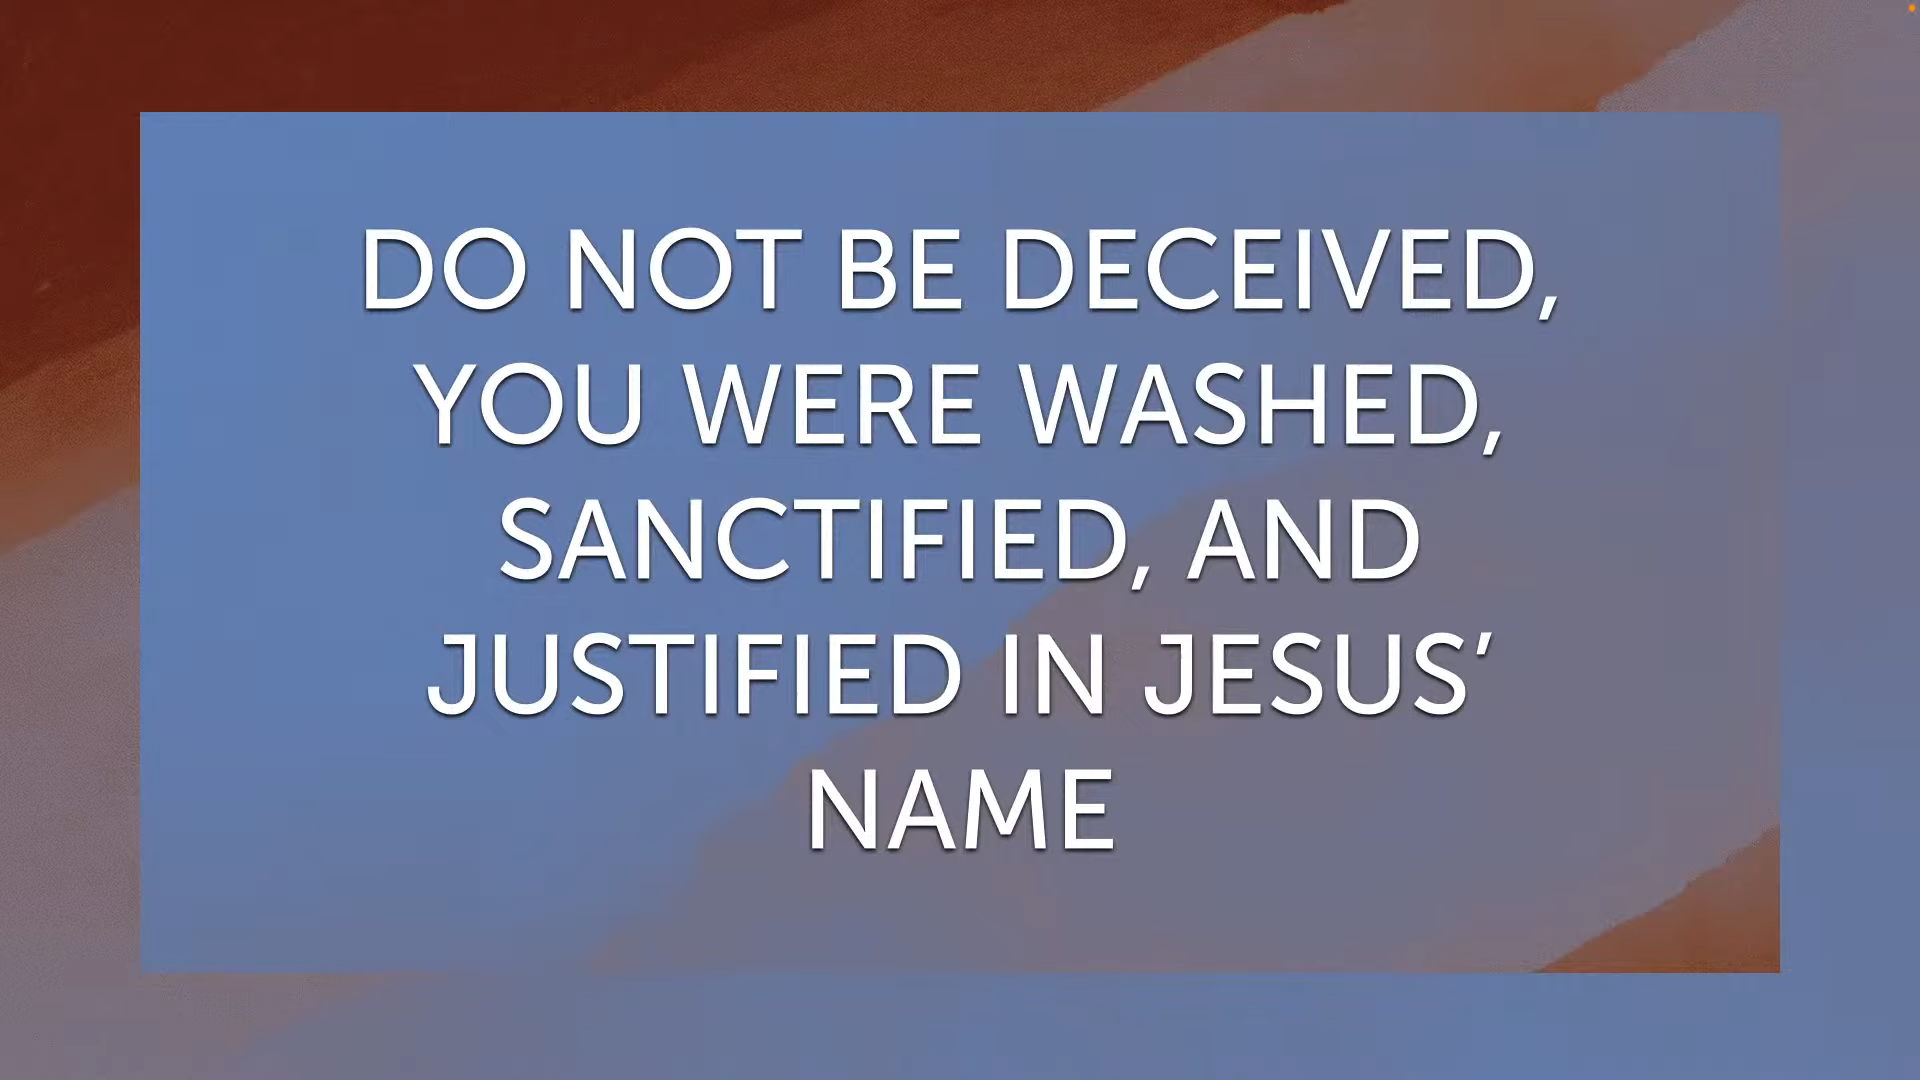 DO NOT BE DECEIVED,
YOU WERE WASHED,
SANCTIFIED, AND
JUSTIFIED IN JESUS’
NAME